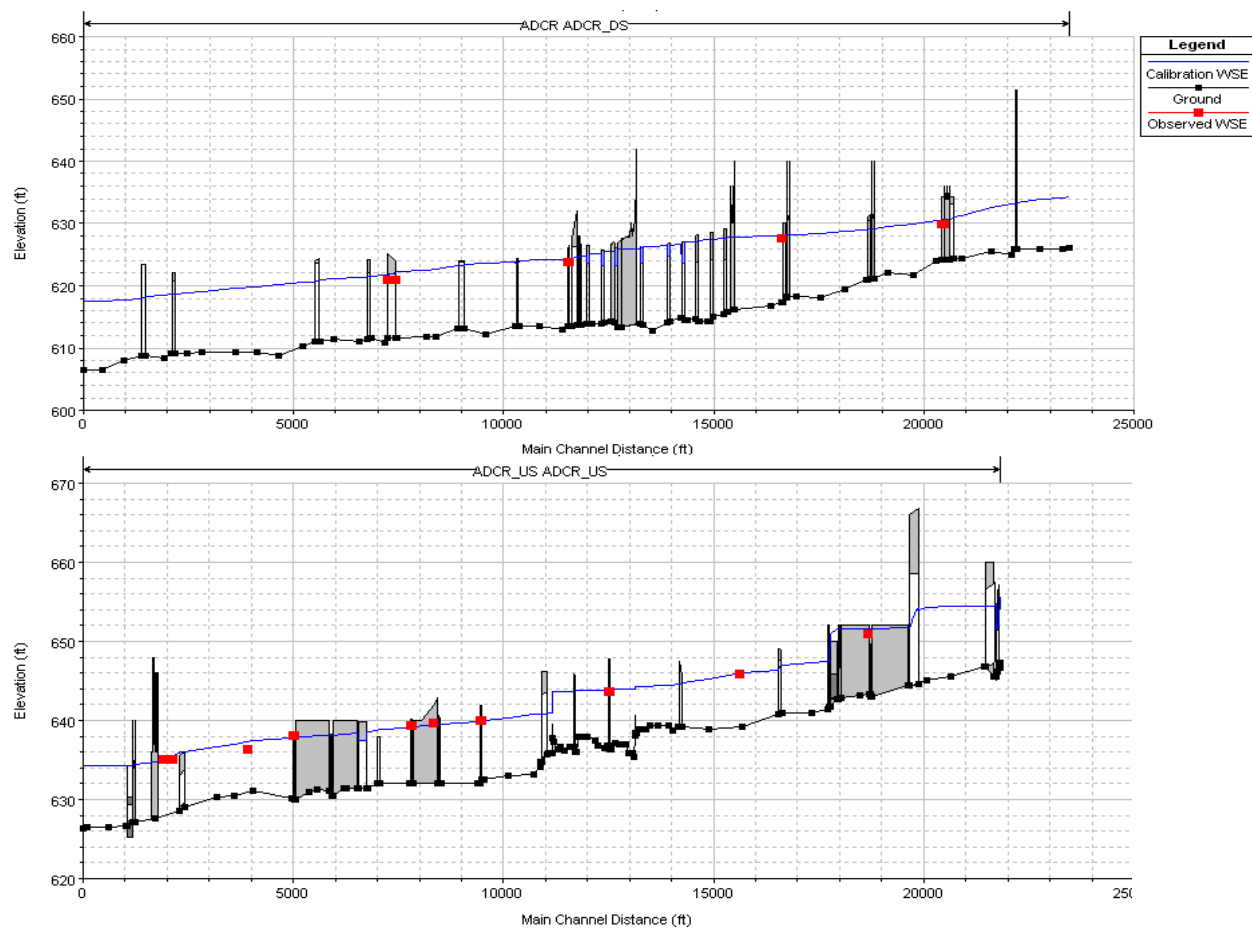 ADCR ADCR_DS
660
650
640
630
620
610
600
Elevation (ft)
0 5000 10000 15000 20000 25000
Main Channel Distance (ft)
Legend
Calibration WSE
Ground
Observed WSE
ADCR_US ADCR_US
670
660
650
640
630
620
Elevation (ft)
0 5000 10000 15000 20000
Main Channel Distance (ft)